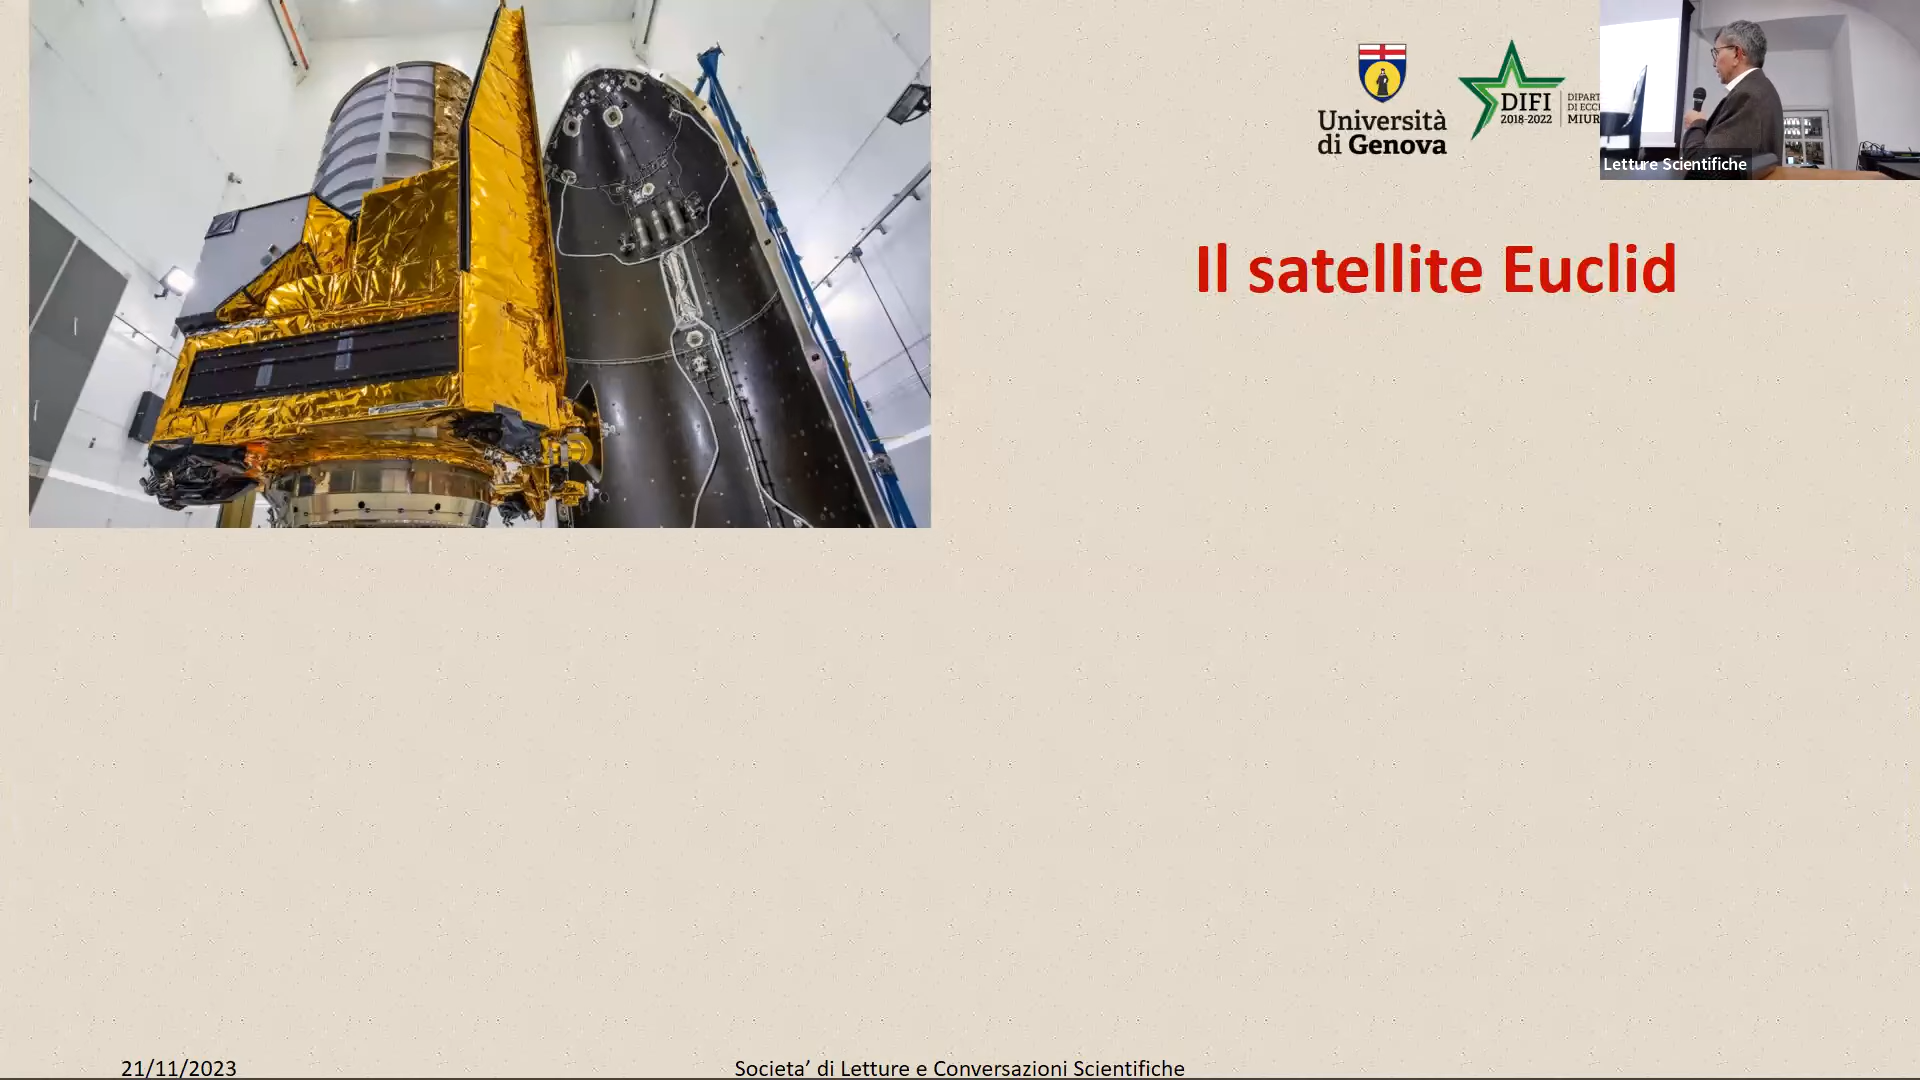 Università
di Genova
DIFI
2018-2022
MIUR
Letture Scientifiche
Il satellite Euclid
21/11/2023
Societa’ di Letture e Conversazioni Scientifiche